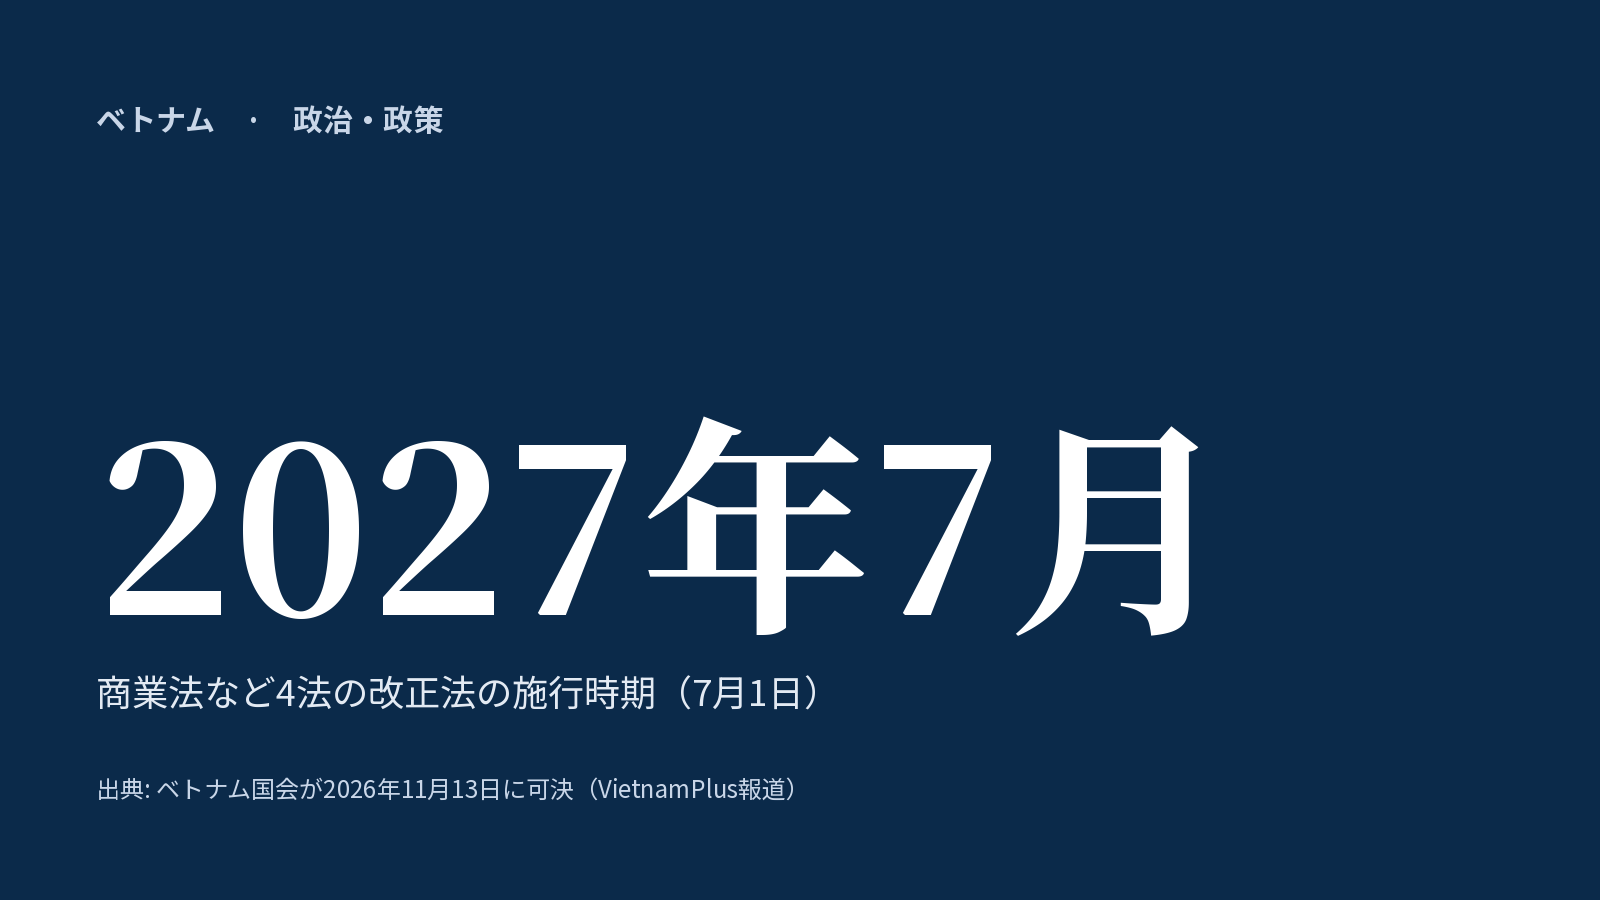 ベトナム · 政治・政策
2027年7月
商業法など4法の改正法の施行時期（7月1日）
出典: ベトナム国会が2026年11月13日に可決（VietnamPlus報道）